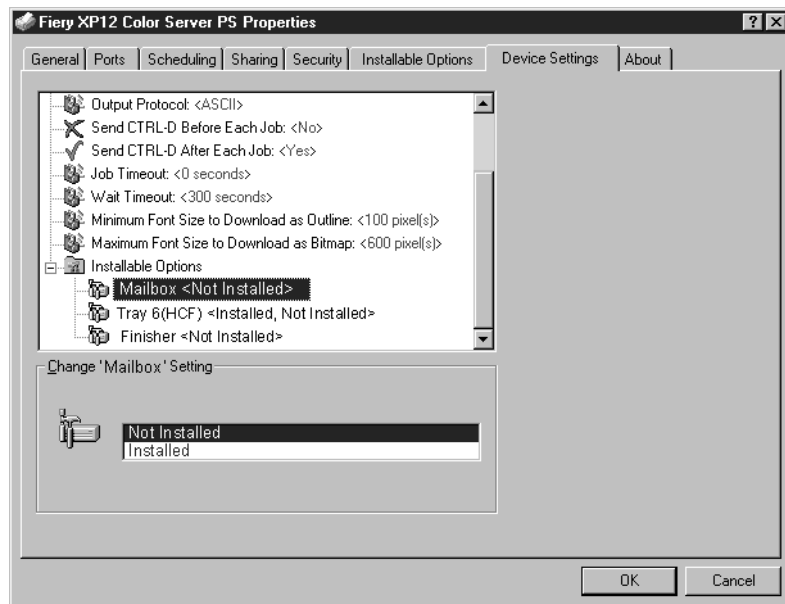 Fiery XP12 Color Server PS Properties
General Ports Scheduling Sharing Security Installable Options Device Settings About
Output Protocol: <ASCII>
Send CTRL-D Before Each Job: <No>
Send CTRL-D After Each Job: <Yes>
Job Timeout: <0 seconds>
Wait Timeout: <300 seconds>
Minimum Font Size to Download as Outline: <100 pixel(s)>
Maximum Font Size to Download as Bitmap: <600 pixel(s)>
Installable Options
Mailbox <Not Installed>
Tray 6(HCF) <Installed, Not Installed>
Finisher <Not Installed>
Change 'Mailbox' Setting
Not Installed
Installed
OK Cancel